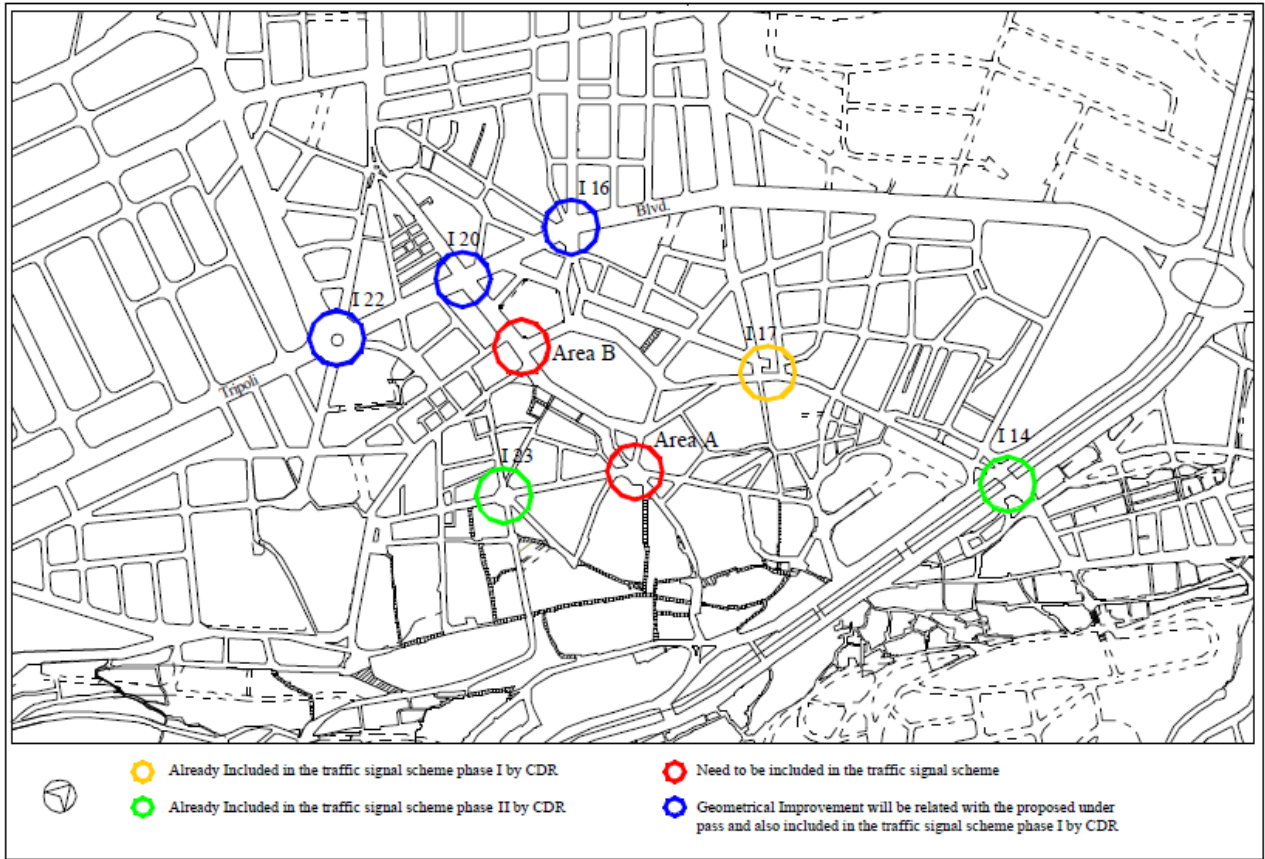 I 16
Blvd.
I 20
I 22
I 17
Area B
Tripoli
Area A
I 14
I 23
Already Included in the traffic signal scheme phase I by CDR
Need to be included in the traffic signal scheme
Already Included in the traffic signal scheme phase II by CDR
Geometrical Improvement will be related with the proposed under
pass and also included in the traffic signal scheme phase I by CDR